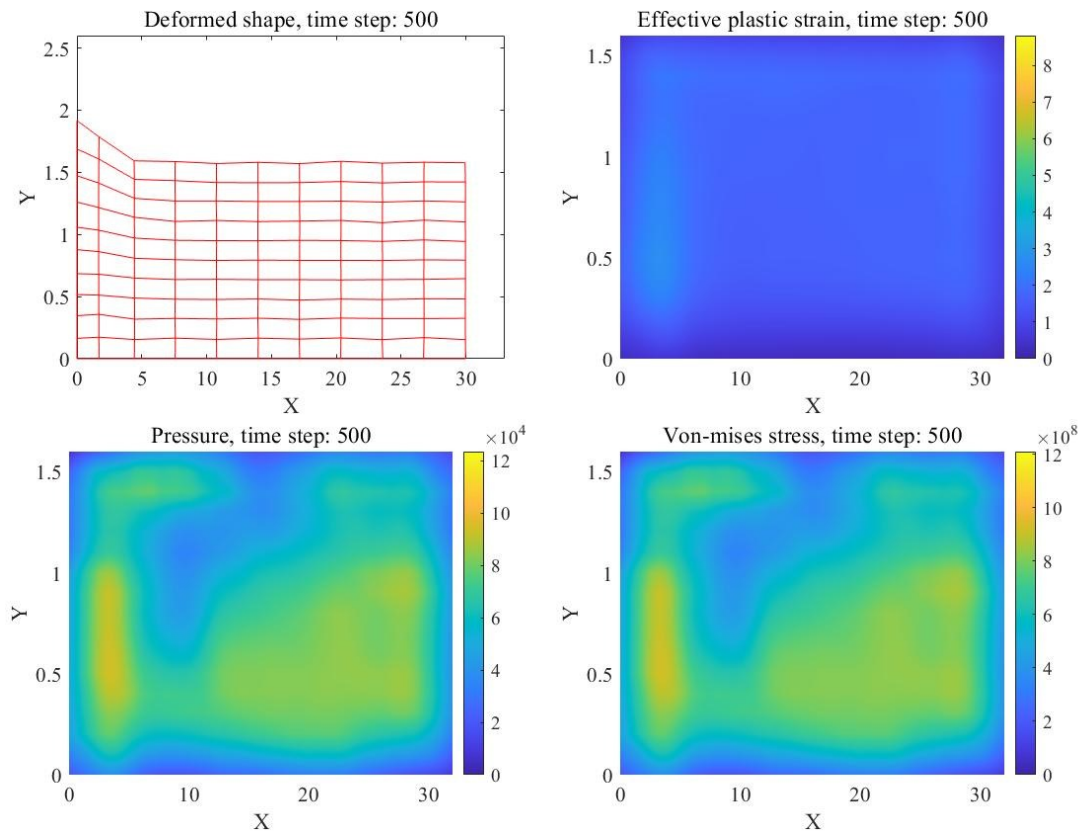 Deformed shape, time step: 500
2.5
2
1.5
1
0.5
0
Y
0 5 10 15 20 25 30
X
Effective plastic strain, time step: 500
1.5
1
0.5
0
Y
0 10 20 30
X
8
7
6
5
4
3
2
1
0
Pressure, time step: 500
×10⁴
1.5
1
0.5
0
Y
0 10 20 30
X
12
10
8
6
4
2
0
Von-mises stress, time step: 500
×10⁸
1.5
1
0.5
0
Y
0 10 20 30
X
12
10
8
6
4
2
0